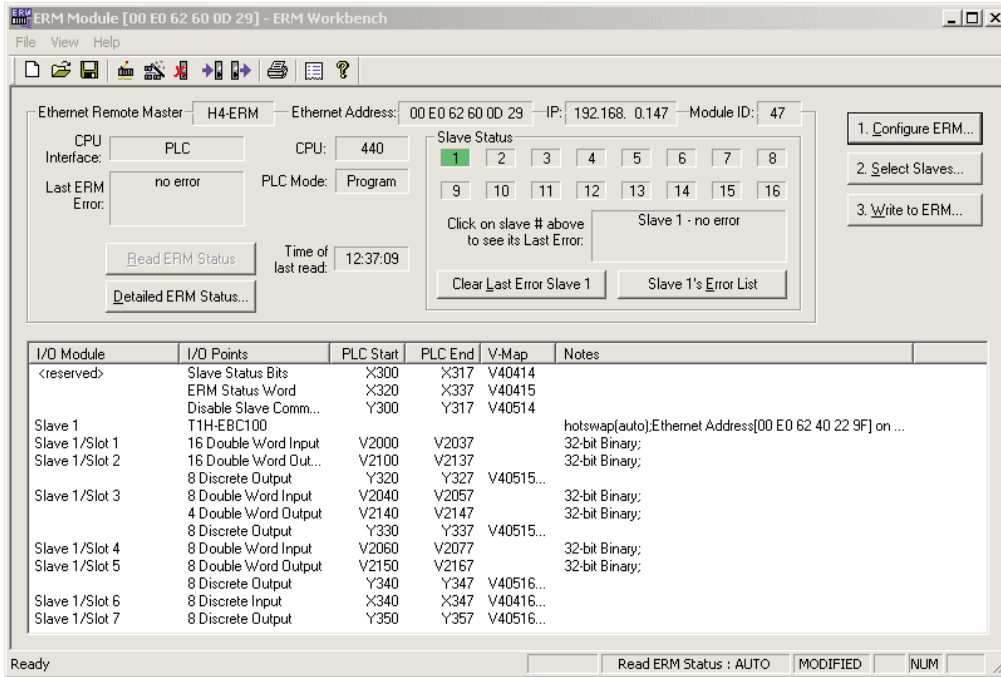 ERM Module [00 E0 62 60 0D 29] - ERM Workbench
File View Help
Ethernet Remote Master H4-ERM Ethernet Address: 00 E0 62 60 0D 29 IP: 192.168. 0.147 Module ID: 47
CPU Interface: PLC CPU: 440
Last ERM Error: no error PLC Mode: Program
Read ERM Status Time of last read: 12:37:09
Detailed ERM Status...
Slave Status
1 2 3 4 5 6 7 8
9 10 11 12 13 14 15 16
Click on slave # above to see its Last Error: Slave 1 - no error
Clear Last Error Slave 1 Slave 1's Error List
1. Configure ERM...
2. Select Slaves...
3. Write to ERM...
I/O Module I/O Points PLC Start PLC End V-Map Notes
<reserved> Slave Status Bits X300 X317 V40414
ERM Status Word X320 X337 V40415
Disable Slave Comm... Y300 Y317 V40514
Slave 1 T1H-EBC100 hotswap(auto);Ethernet Address[00 E0 62 40 22 9F] on ...
Slave 1/Slot 1 16 Double Word Input V2000 V2037 32-bit Binary;
Slave 1/Slot 2 16 Double Word Out... V2100 V2137 32-bit Binary;
8 Discrete Output Y320 Y327 V40515...
Slave 1/Slot 3 8 Double Word Input V2040 V2057 32-bit Binary;
4 Double Word Output V2140 V2147 32-bit Binary;
8 Discrete Output Y330 Y337 V40515...
Slave 1/Slot 4 8 Double Word Input V2060 V2077 32-bit Binary;
Slave 1/Slot 5 8 Double Word Output V2150 V2167 32-bit Binary;
8 Discrete Output Y340 Y347 V40516...
Slave 1/Slot 6 8 Discrete Input X340 X347 V40416...
Slave 1/Slot 7 8 Discrete Output Y350 Y357 V40516...
Ready Read ERM Status : AUTO MODIFIED NUM